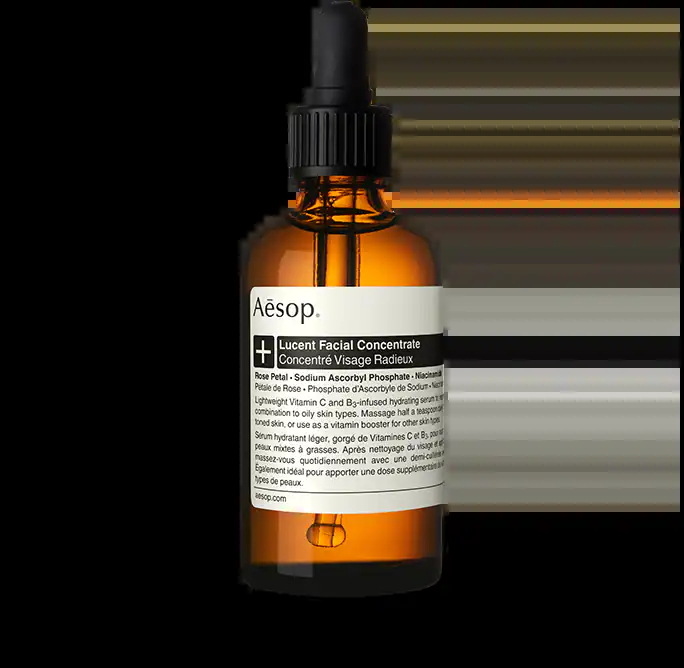 Aēsop.
Lucent Facial Concentrate
Concentré Visage Radieux
Rose Petal • Sodium Ascorbyl Phosphate • Niacinamide
Pétale de Rose • Phosphate d'Ascorbyle de Sodium •
Lightweight Vitamin C and B₃-infused hydrating serum to
combination to oily skin types. Massage half a teaspoon
toned skin, or use as a vitamin booster for other skin types.
Sérum hydratant léger, gorgé de Vitamines C et B₃, pour
peaux mixtes à grasses. Après nettoyage du visage et
massez-vous quotidiennement avec une demi-cuillère
Également idéal pour apporter une dose supplémentaire de
types de peaux.
aesop.com